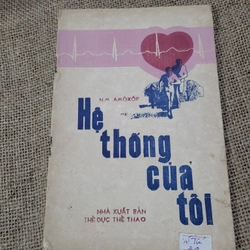 N.M AMÔXÔP
Hệ
thống
của
tôi
NHÀ XUẤT BẢN
THỂ DỤC THỂ THAO